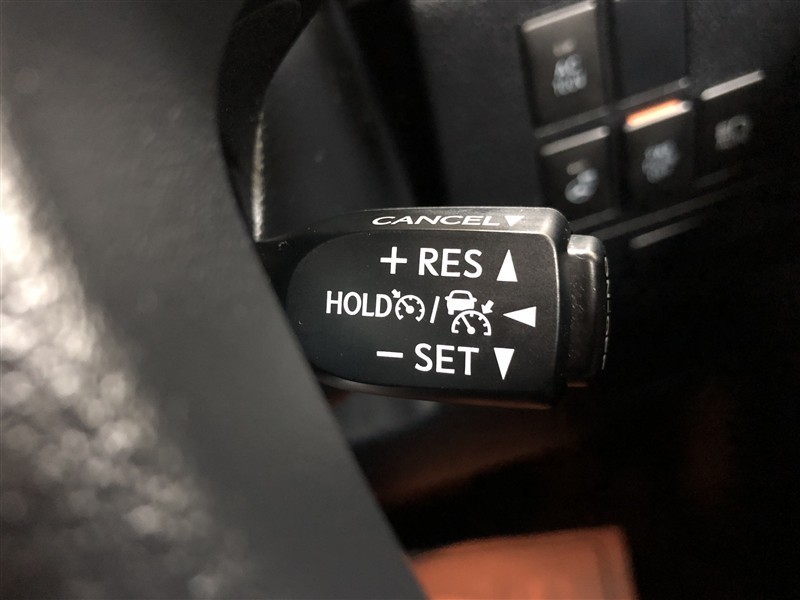 CANCEL
+ RES
HOLD /
− SET